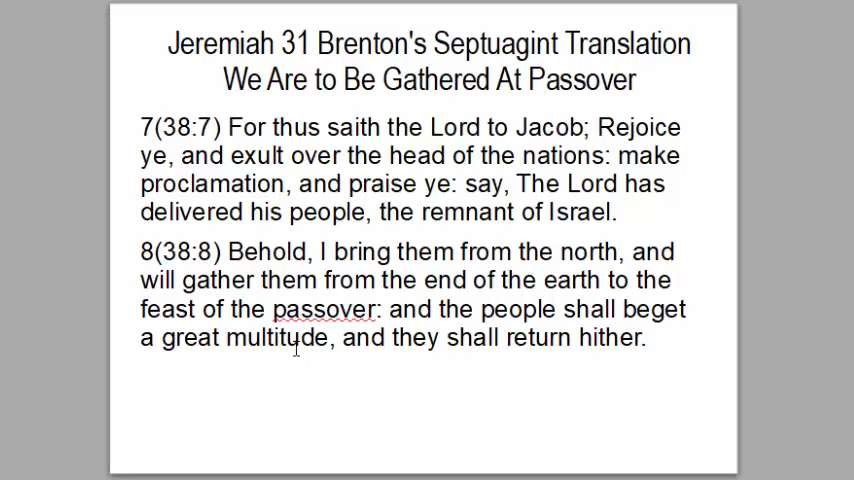 Jeremiah 31 Brenton's Septuagint Translation
We Are to Be Gathered At Passover
7(38:7) For thus saith the Lord to Jacob; Rejoice
ye, and exult over the head of the nations: make
proclamation, and praise ye: say, The Lord has
delivered his people, the remnant of Israel.
8(38:8) Behold, I bring them from the north, and
will gather them from the end of the earth to the
feast of the passover: and the people shall beget
a great multitude, and they shall return hither.